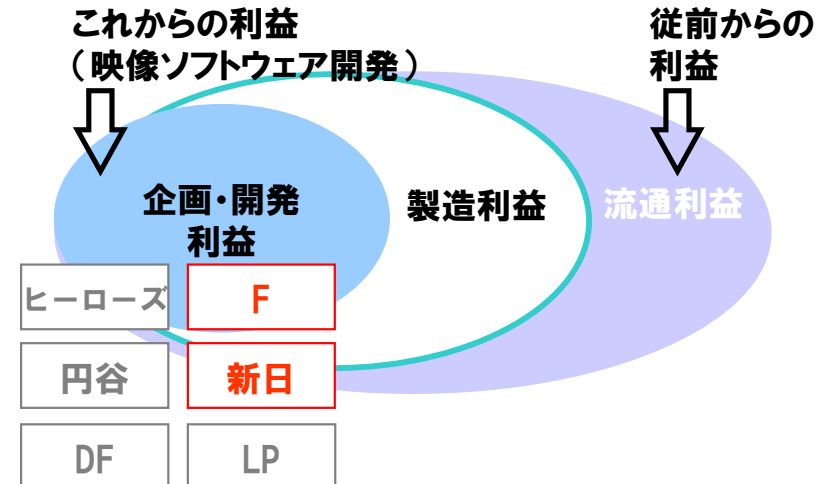 これからの利益
（映像ソフトウェア開発）
従前からの
利益
企画・開発
利益
製造利益
流通利益
ヒーローズ
F
円谷
新日
DF
LP